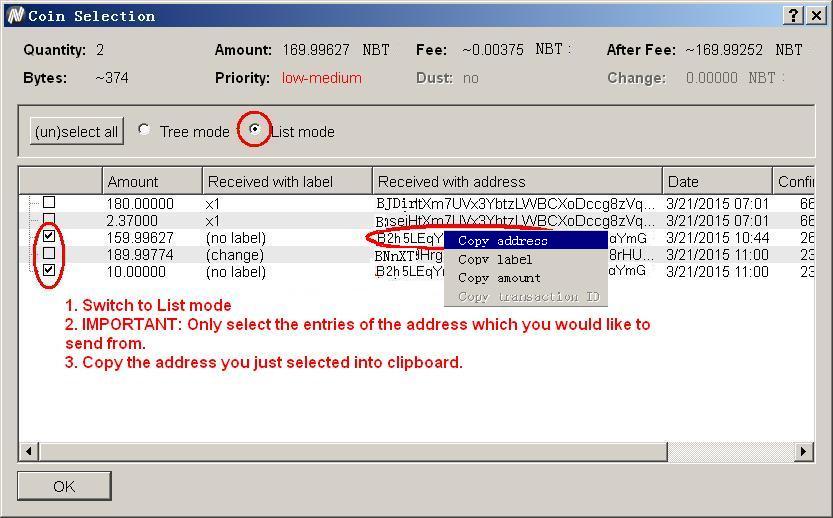 Coin Selection
Quantity: 2 Amount: 169.99627 NBT Fee: ~0.00375 NBT : After Fee: ~169.99252 NBT :
Bytes: ~374 Priority: low-medium Dust: no Change: 0.00000 NBT :
(un)select all Tree mode List mode
Amount Received with label Received with address Date Confir
180.00000 x1 3/21/2015 07:01 66
2.37000 x1 3/21/2015 07:01 66
159.99627 (no label) B2h5LEqY aYmG 3/21/2015 10:44 26
189.99774 (change) 8rHU... 3/21/2015 11:00 23
10.00000 (no label) B2h5LEqY aYmG 3/21/2015 11:00 23
Copy address
Copy label
Copy amount
Copy transaction ID
1. Switch to List mode
2. IMPORTANT: Only select the entries of the address which you would like to
send from.
3. Copy the address you just selected into clipboard.
OK